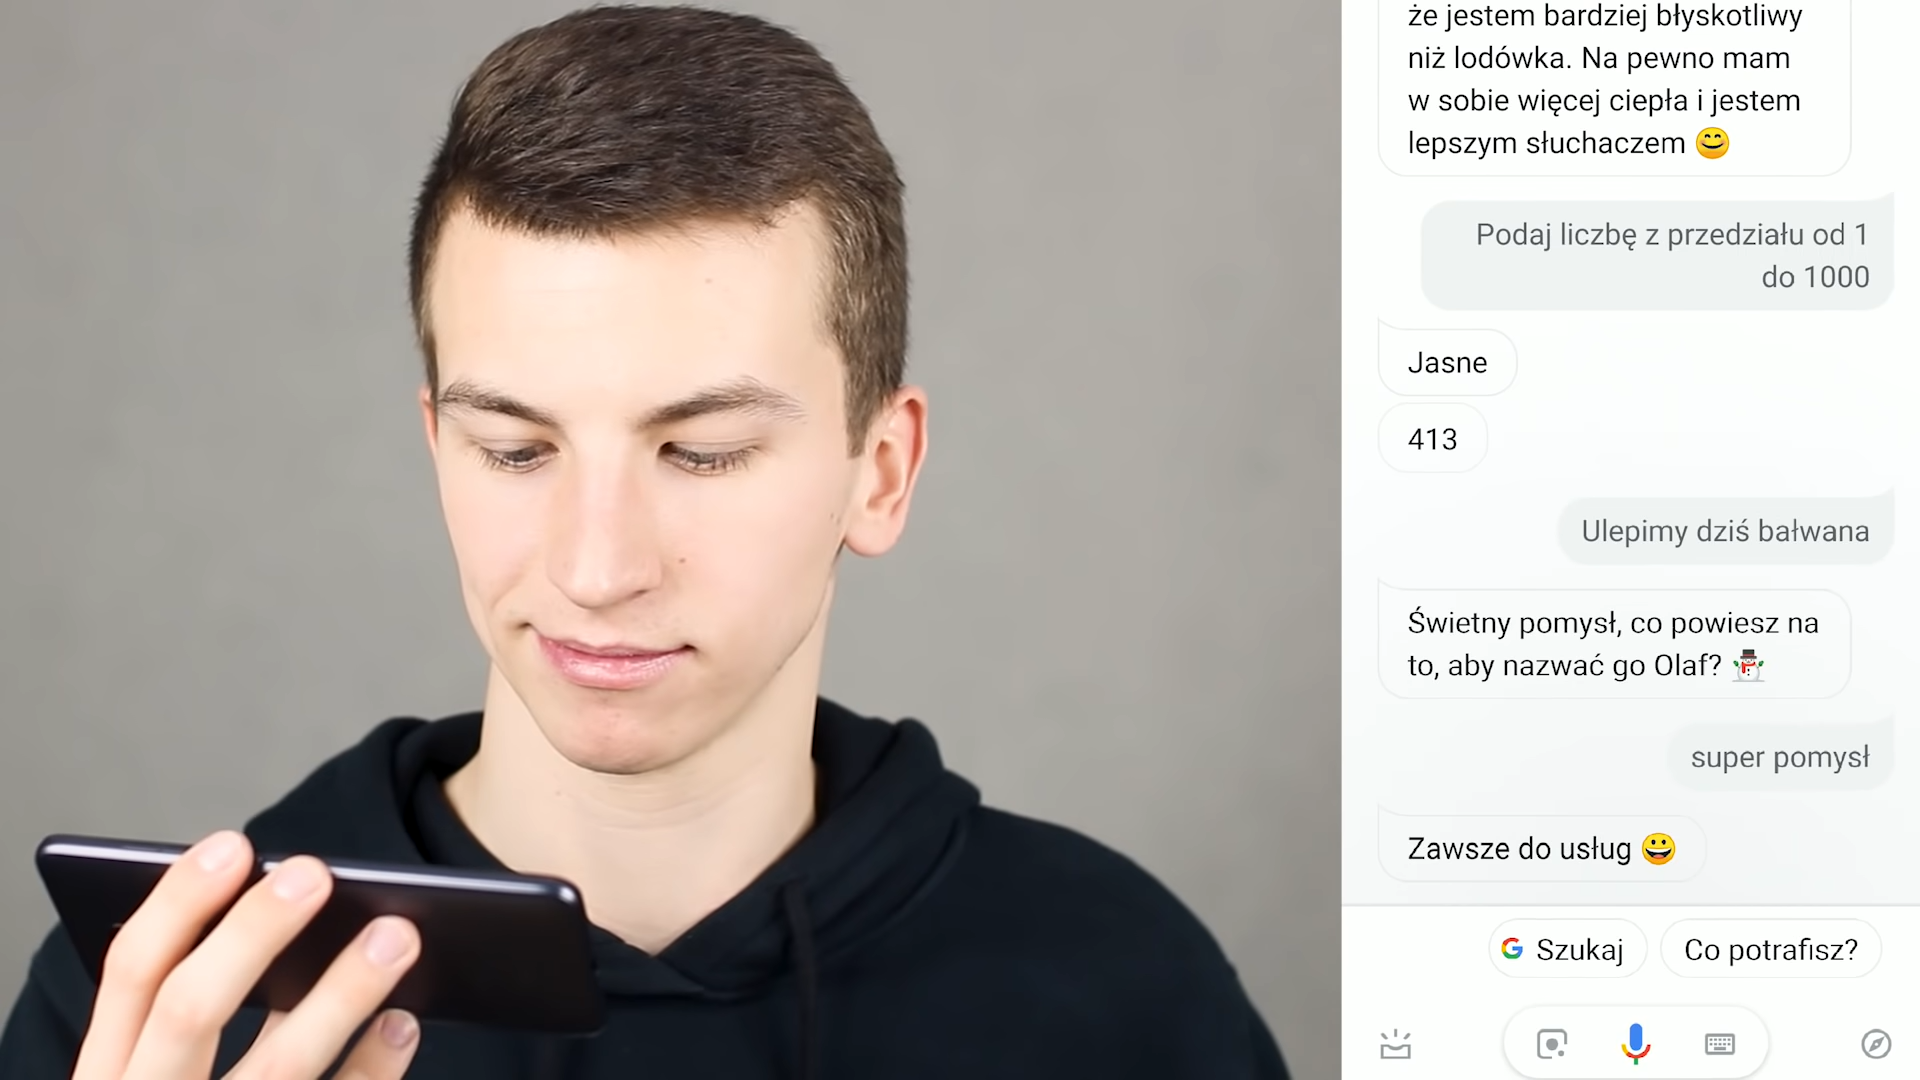 że jestem bardziej błyskotliwy
niż lodówka. Na pewno mam
w sobie więcej ciepła i jestem
lepszym słuchaczem 😊
Podaj liczbę z przedziału od 1
do 1000
Jasne
413
Ulepimy dziś bałwana
Świetny pomysł, co powiesz na
to, aby nazwać go Olaf? ⛄
super pomysł
Zawsze do usług 😀
G Szukaj
Co potrafisz?